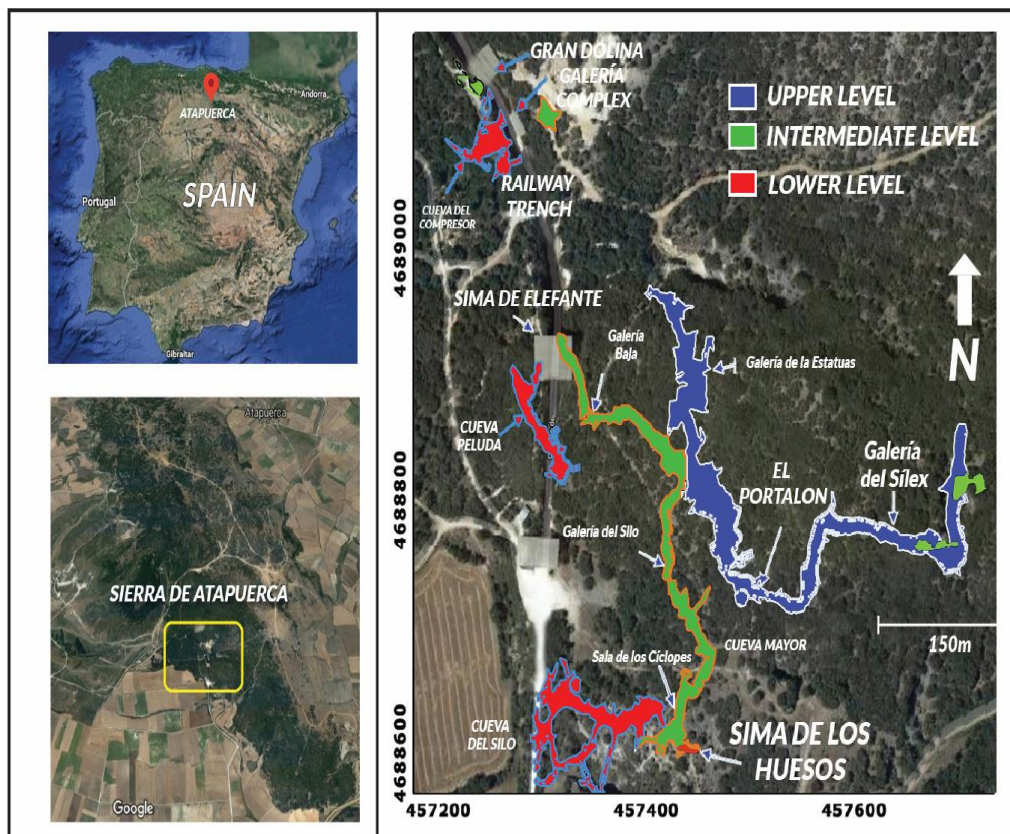 ATAPUERCA
Andorra
SPAIN
Portugal
Gibraltar
Atapuerca
SIERRA DE ATAPUERCA
Google
GRAN DOLINA
GALERÍA
COMPLEX
UPPER LEVEL
INTERMEDIATE LEVEL
LOWER LEVEL
RAILWAY
TRENCH
CUEVA DEL
COMPRESOR
SIMA DE ELEFANTE
Galería
Baja
Galería de la Estatuas
N
CUEVA
PELUDA
EL
PORTALON
Galería
del Sílex
Galería del Silo
150m
CUEVA MAYOR
Sala de los Cíclopes
CUEVA
DEL SILO
SIMA DE LOS
HUESOS
4689000
4688800
4688600
457200
457400
457600